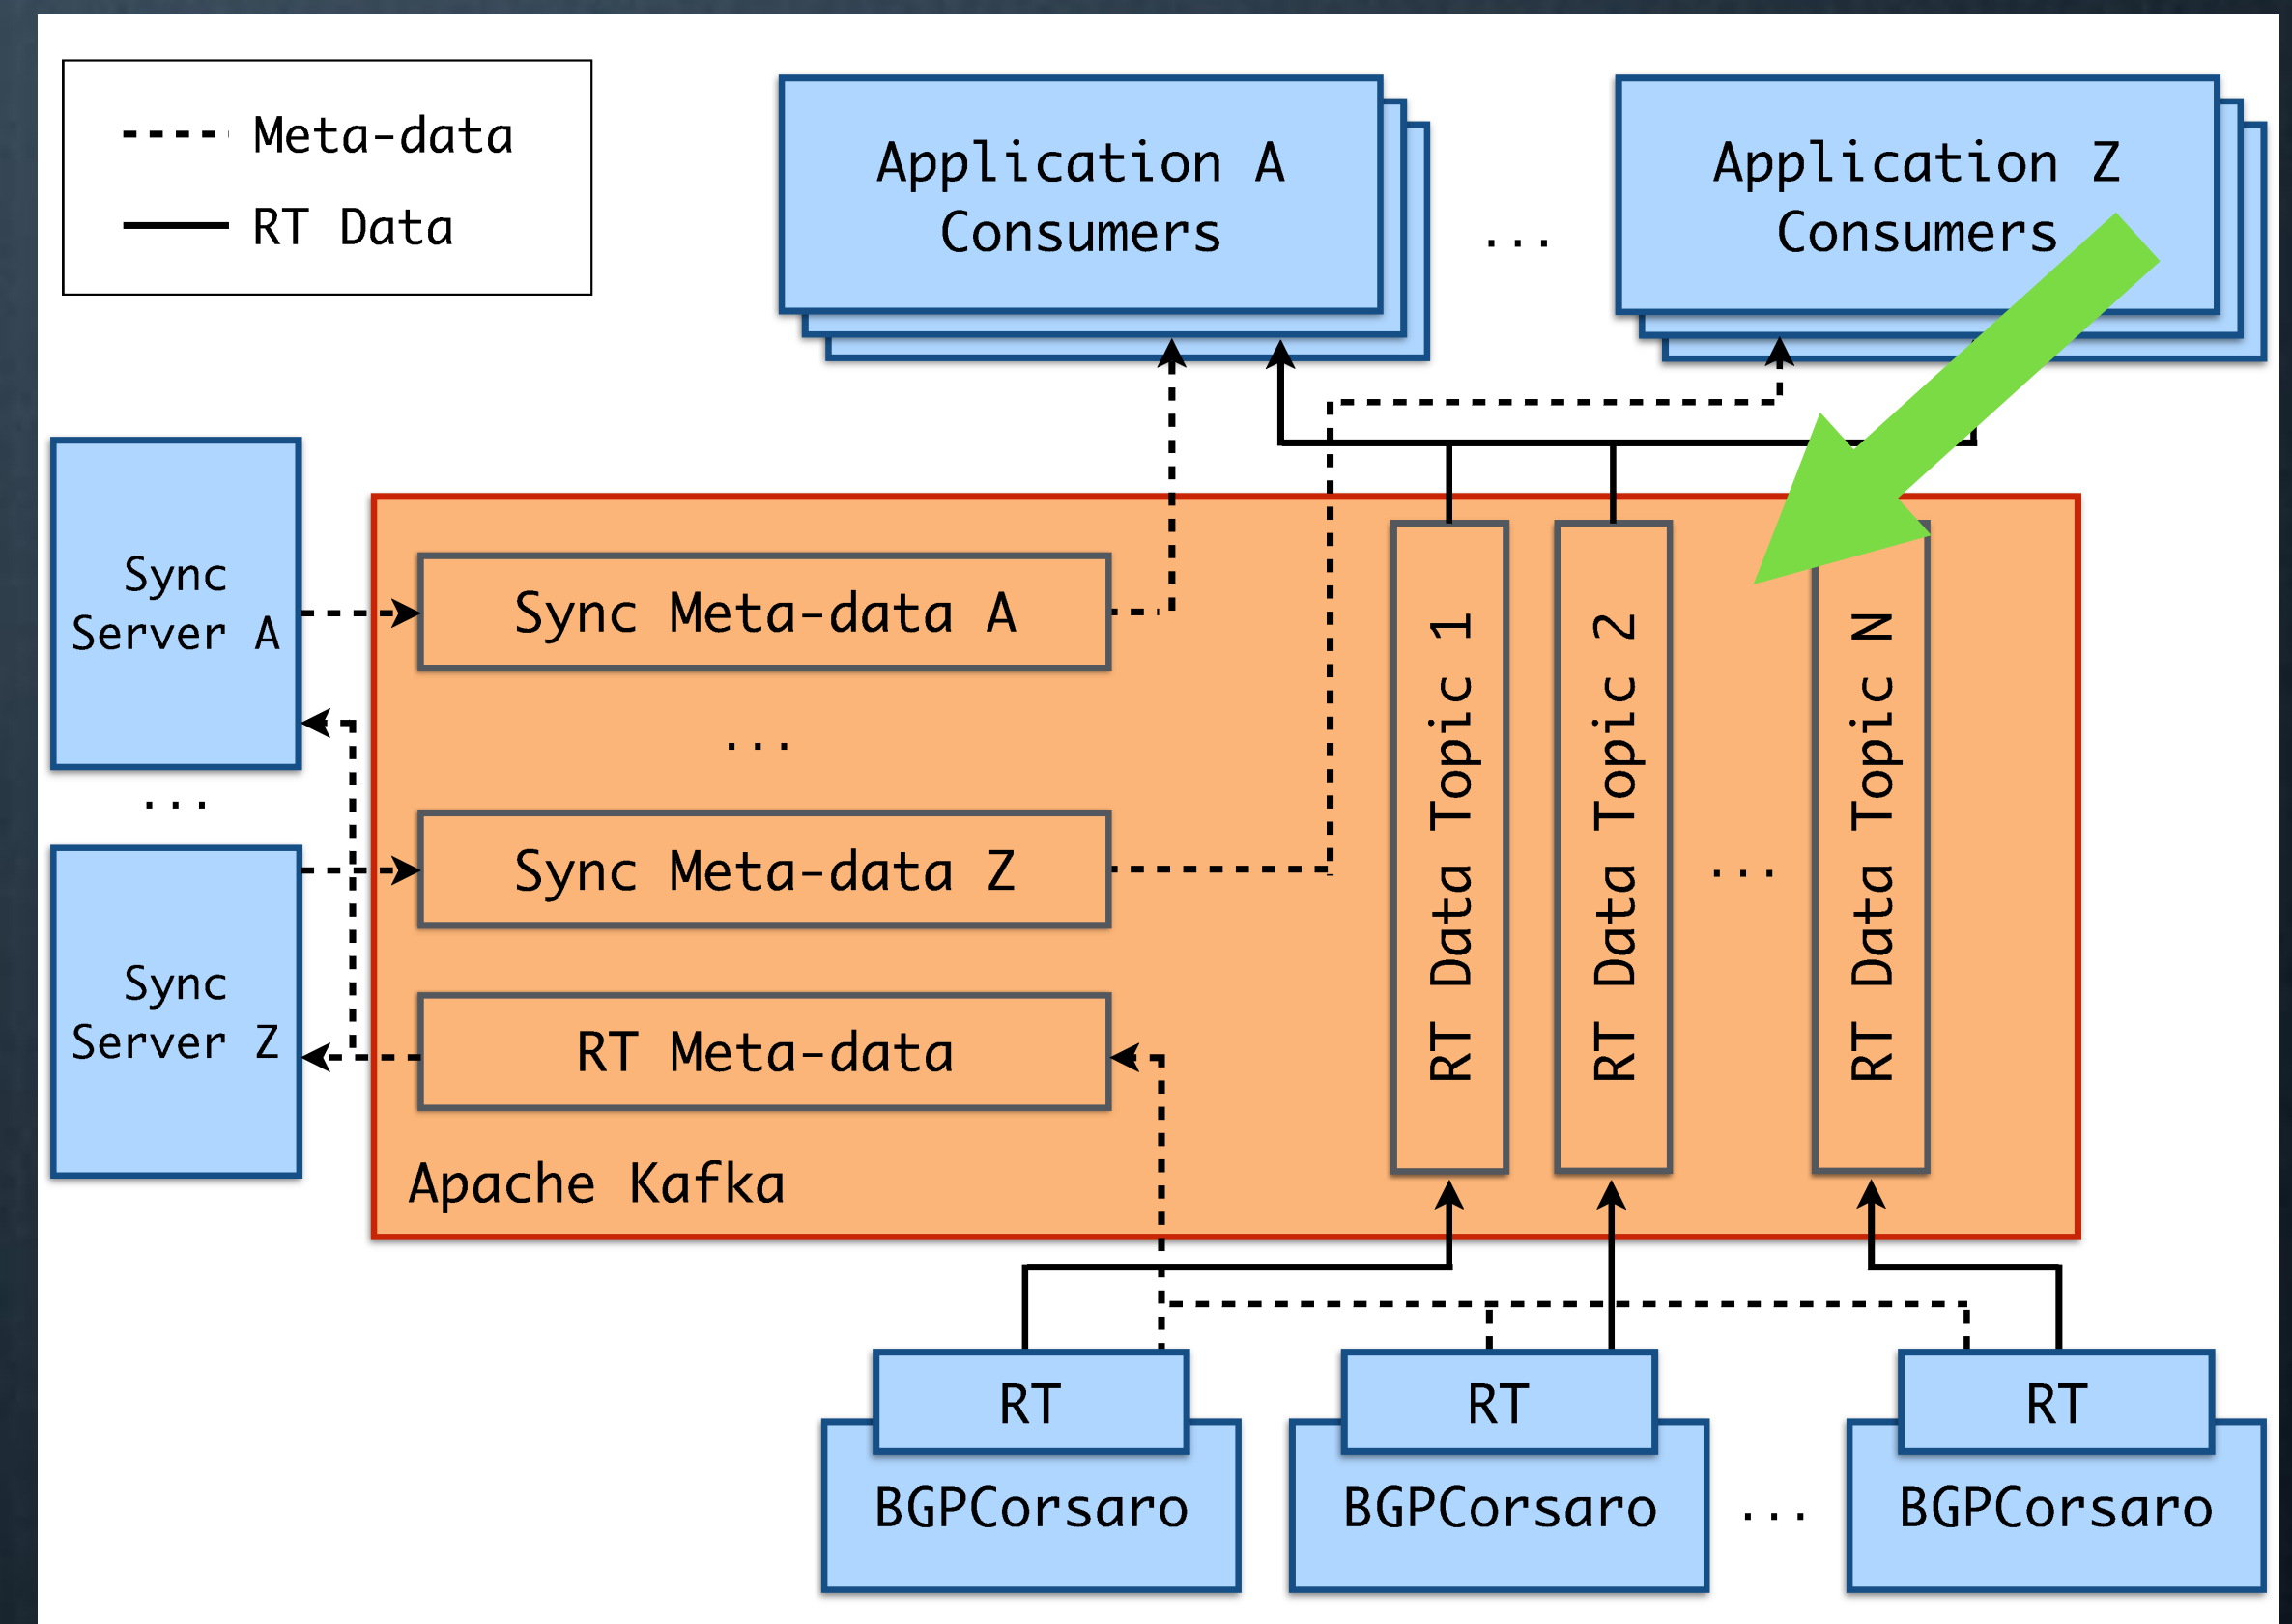 Meta-data
RT Data
Application A
Consumers
...
Application Z
Consumers
Sync
Server A
...
Sync
Server Z
Sync Meta-data A
...
Sync Meta-data Z
RT Meta-data
Apache Kafka
RT Data Topic 1
RT Data Topic 2
...
RT Data Topic N
RT
BGPCorsaro
RT
BGPCorsaro
...
RT
BGPCorsaro